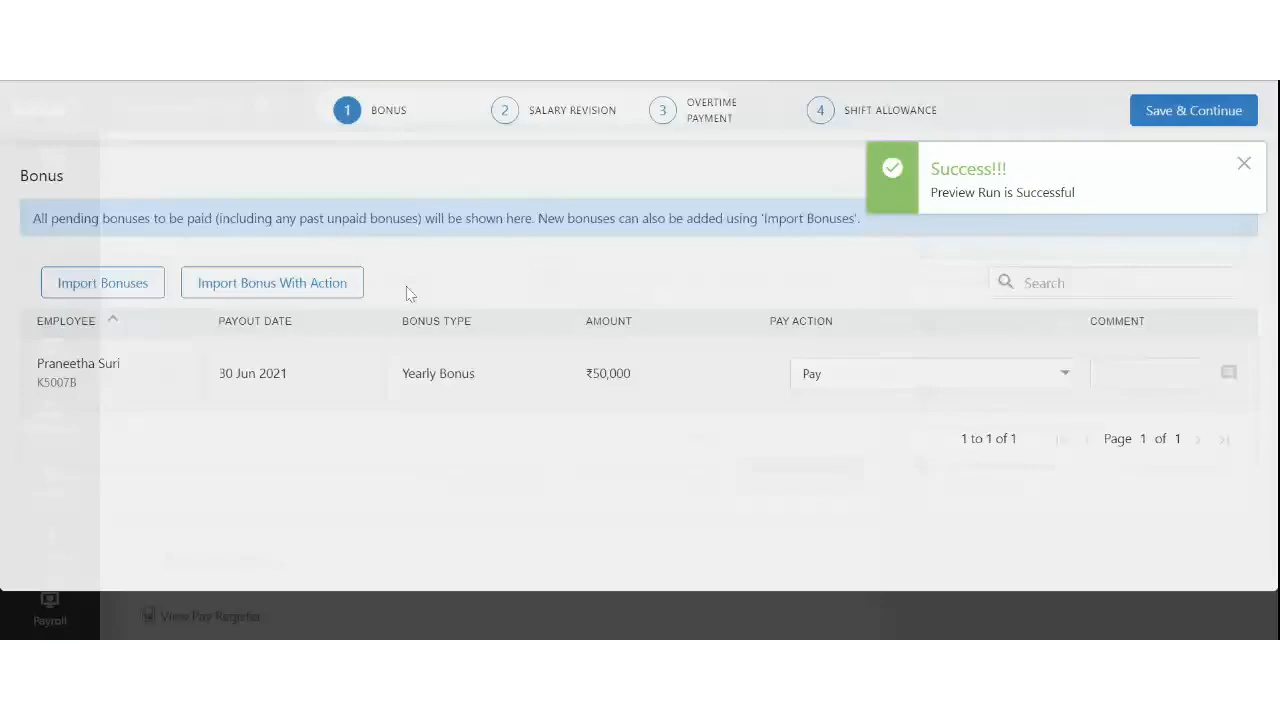 1 BONUS 2 SALARY REVISION 3 OVERTIME PAYMENT 4 SHIFT ALLOWANCE Save & Continue
Bonus
Success!!!
Preview Run is Successful
All pending bonuses to be paid (including any past unpaid bonuses) will be shown here. New bonuses can also be added using 'Import Bonuses'.
Import Bonuses Import Bonus With Action Search
EMPLOYEE PAYOUT DATE BONUS TYPE AMOUNT PAY ACTION COMMENT
Praneetha Suri
K5007B
30 Jun 2021 Yearly Bonus ₹50,000 Pay
1 to 1 of 1 Page 1 of 1
View Pay Register
Payroll